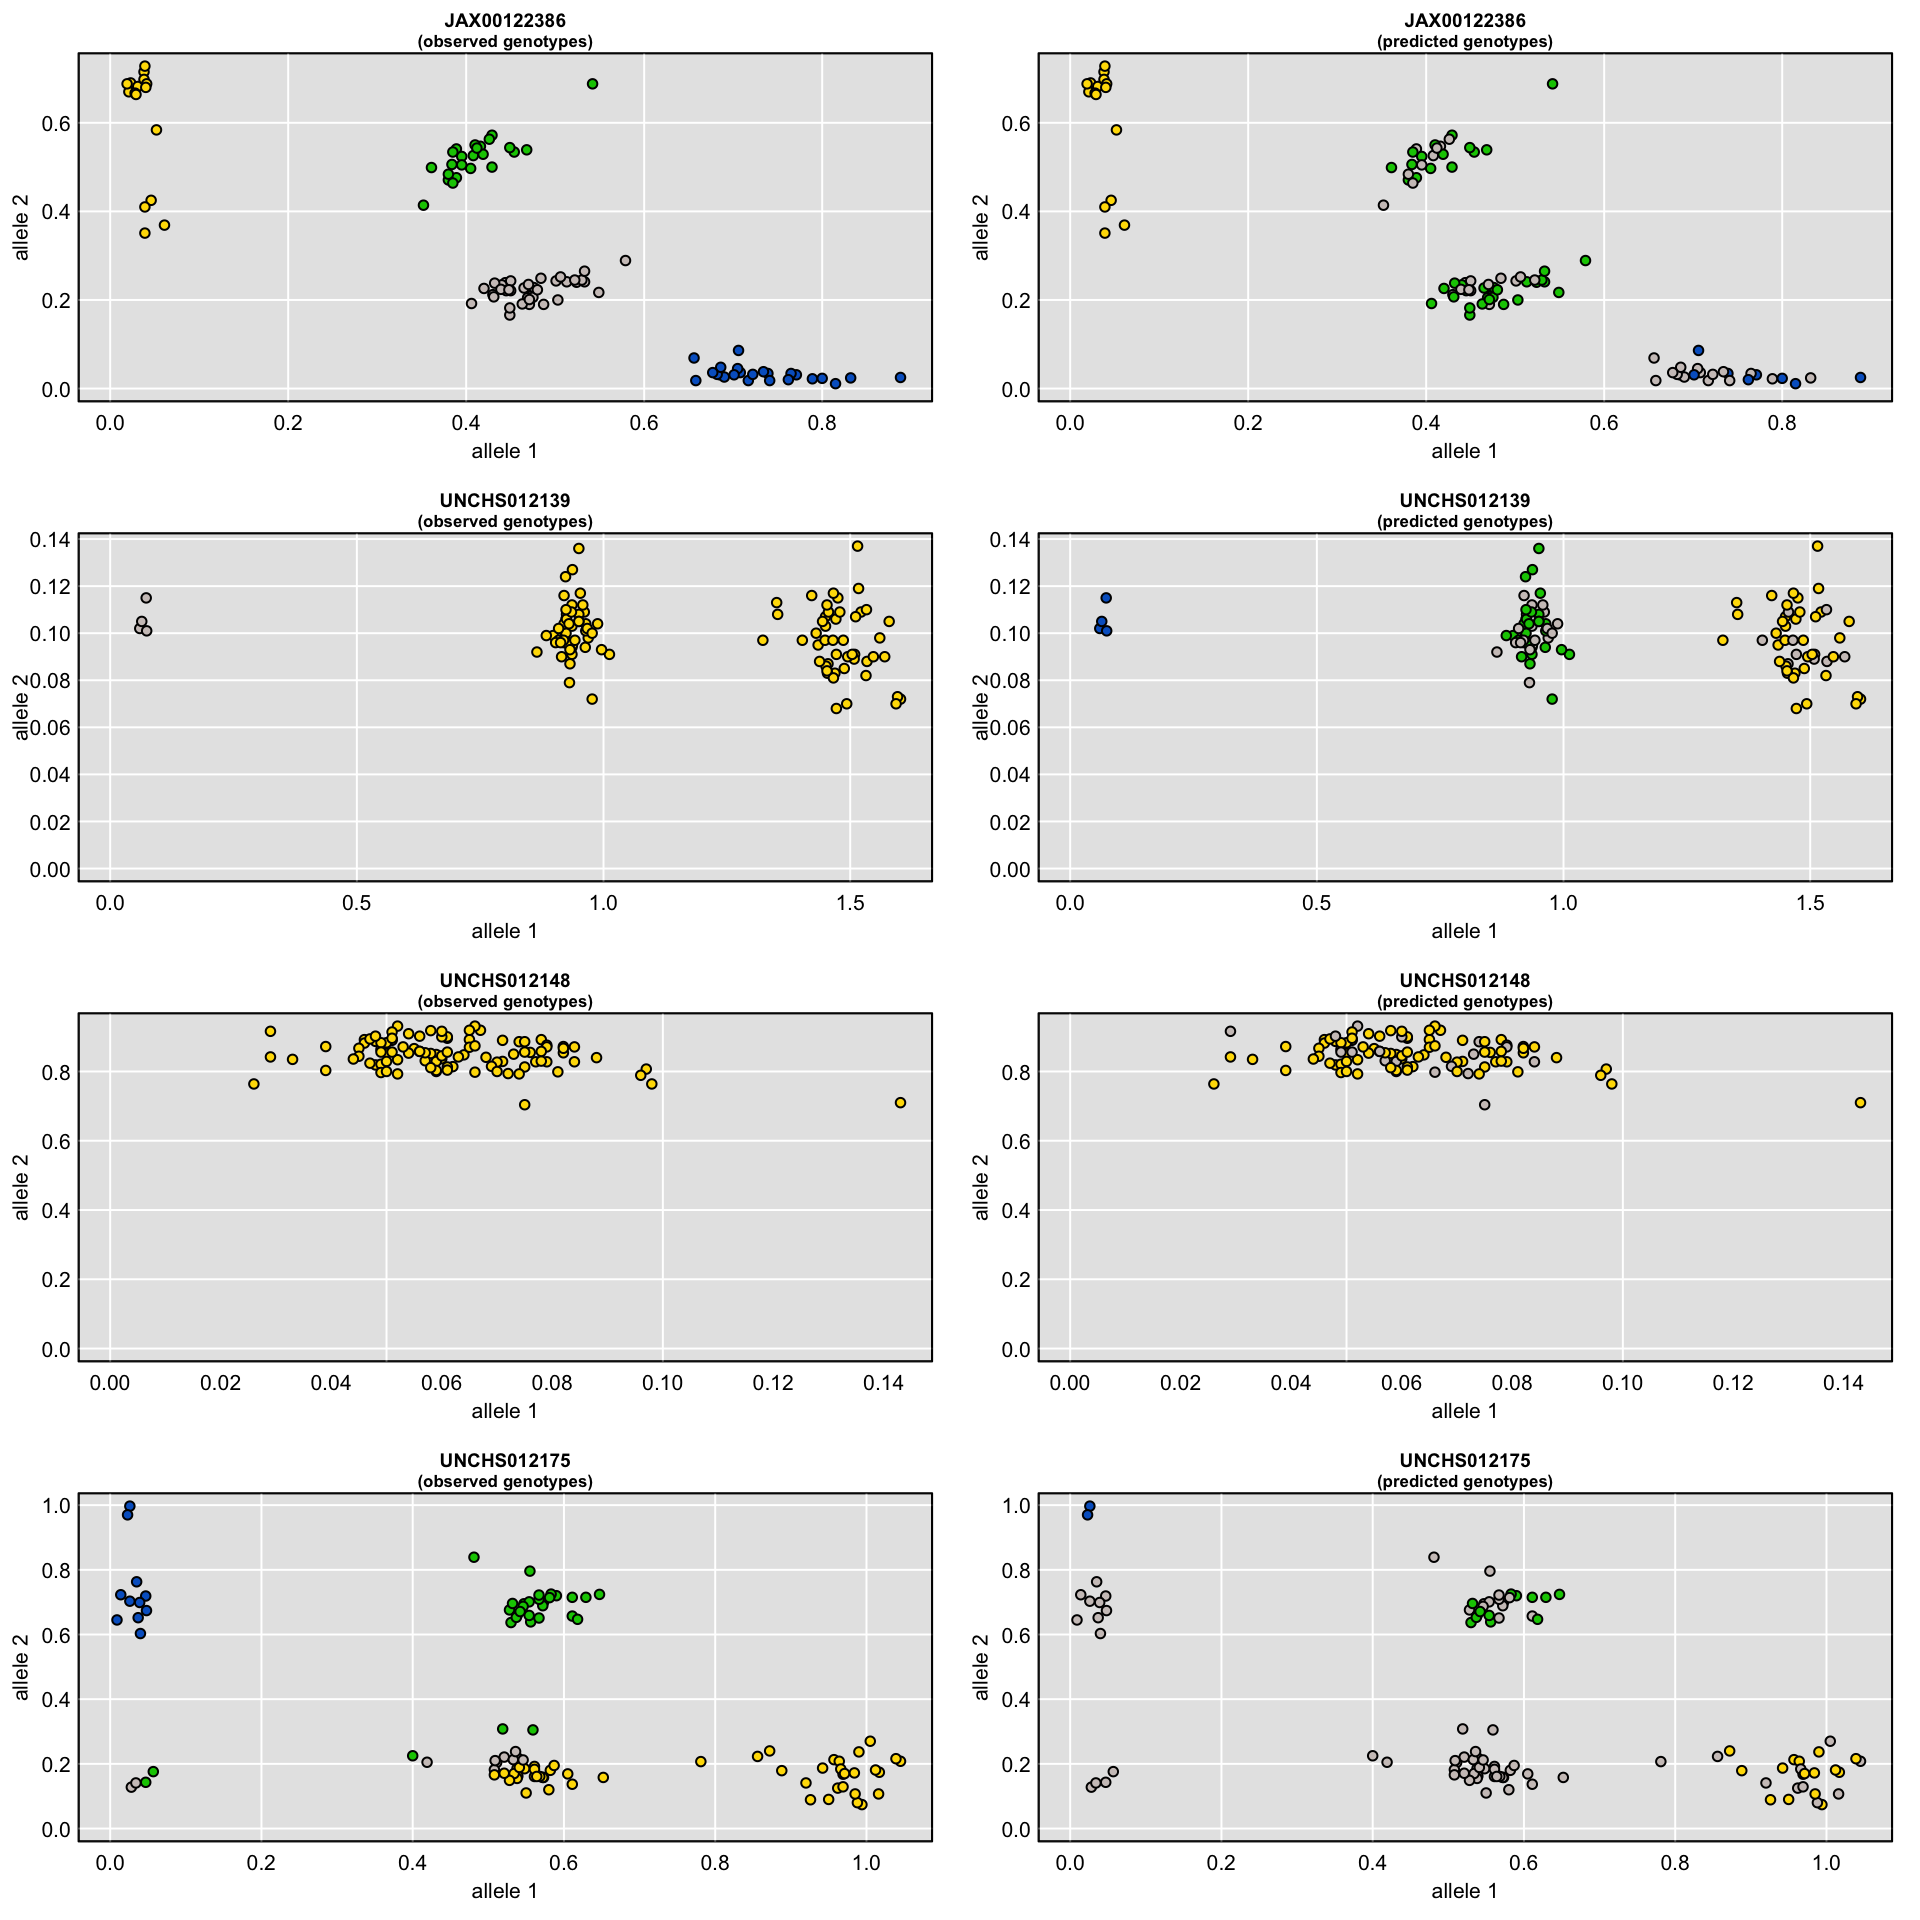 JAX00122386
(observed genotypes)
allele 2
0.6
0.4
0.2
0.0
0.0 0.2 0.4 0.6 0.8
allele 1
JAX00122386
(predicted genotypes)
allele 2
0.6
0.4
0.2
0.0
0.0 0.2 0.4 0.6 0.8
allele 1
UNCHS012139
(observed genotypes)
allele 2
0.14
0.12
0.10
0.08
0.06
0.04
0.02
0.00
0.0 0.5 1.0 1.5
allele 1
UNCHS012139
(predicted genotypes)
allele 2
0.14
0.12
0.10
0.08
0.06
0.04
0.02
0.00
0.0 0.5 1.0 1.5
allele 1
UNCHS012148
(observed genotypes)
allele 2
0.8
0.6
0.4
0.2
0.0
0.00 0.02 0.04 0.06 0.08 0.10 0.12 0.14
allele 1
UNCHS012148
(predicted genotypes)
allele 2
0.8
0.6
0.4
0.2
0.0
0.00 0.02 0.04 0.06 0.08 0.10 0.12 0.14
allele 1
UNCHS012175
(observed genotypes)
allele 2
1.0
0.8
0.6
0.4
0.2
0.0
0.0 0.2 0.4 0.6 0.8 1.0
allele 1
UNCHS012175
(predicted genotypes)
allele 2
1.0
0.8
0.6
0.4
0.2
0.0
0.0 0.2 0.4 0.6 0.8 1.0
allele 1